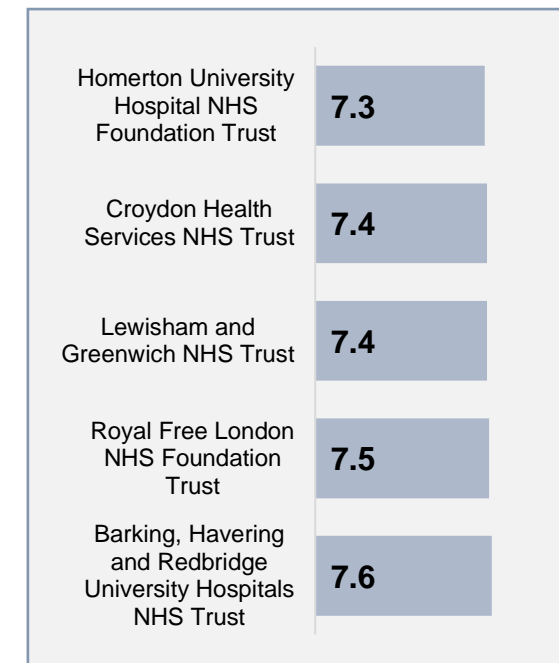 Homerton University
Hospital NHS
Foundation Trust
7.3
Croydon Health
Services NHS Trust
7.4
Lewisham and
Greenwich NHS Trust
7.4
Royal Free London
NHS Foundation
Trust
7.5
Barking, Havering
and Redbridge
University Hospitals
NHS Trust
7.6